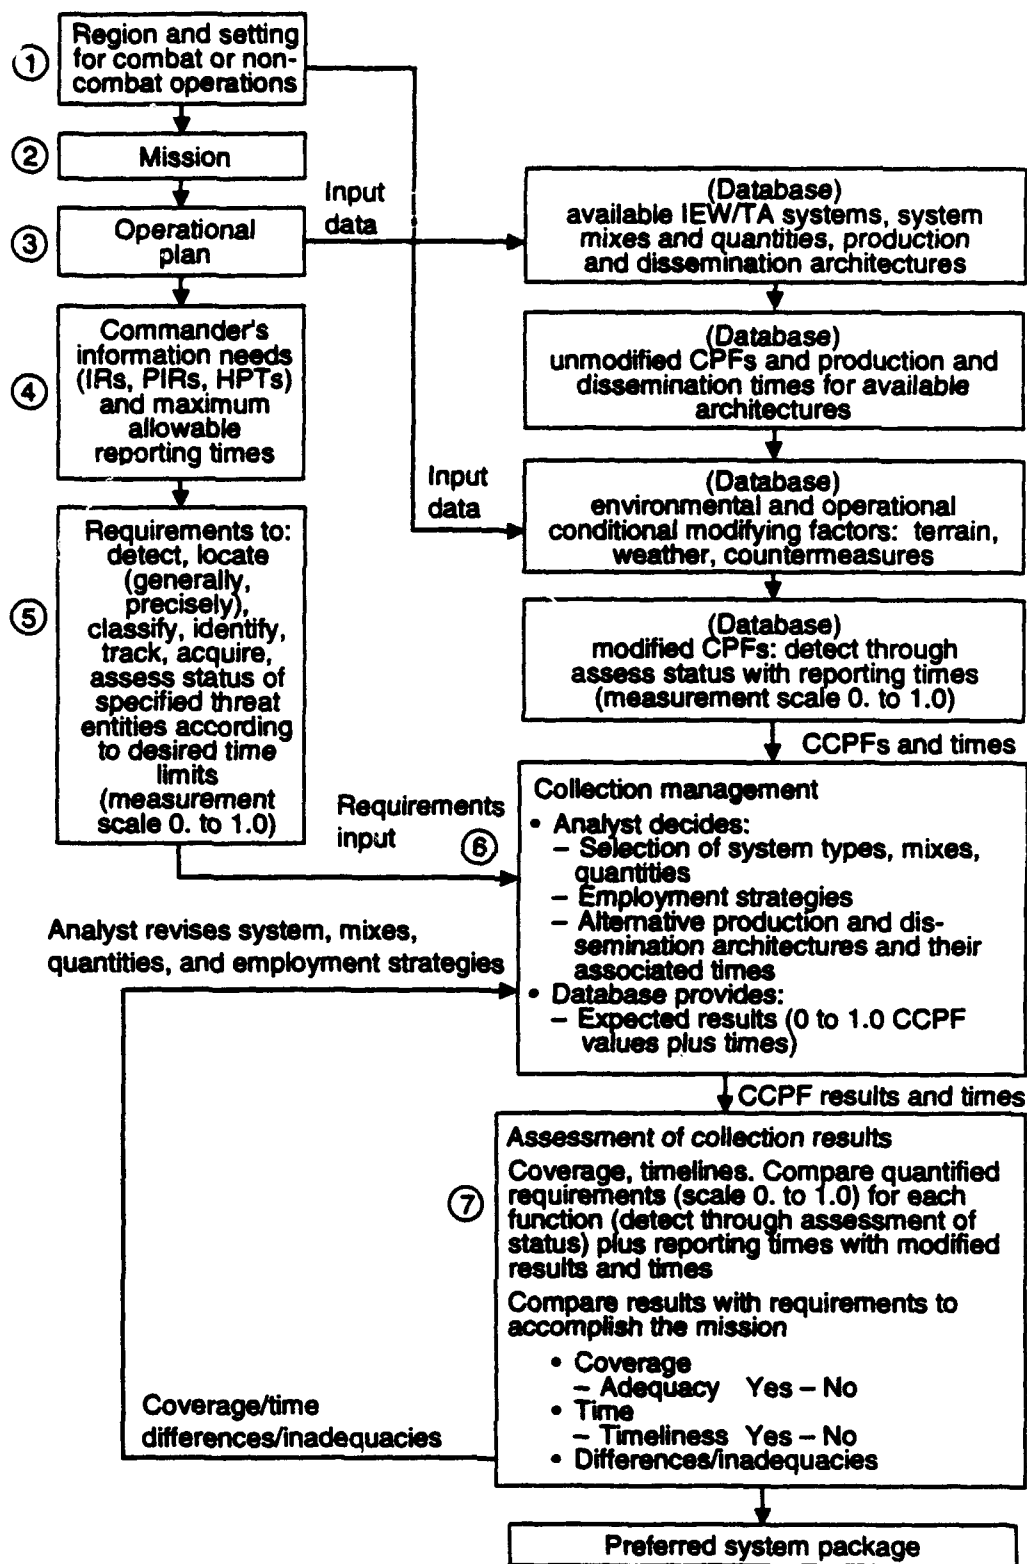 ① Region and setting
for combat or non-
combat operations
② Mission
③ Operational
plan
Input
data
④ Commander's
information needs
(IRs, PIRs, HPTs)
and maximum
allowable
reporting times
⑤ Requirements to:
detect, locate
(generally,
precisely),
classify, identify,
track, acquire,
assess status of
specified threat
entities according
to desired time
limits
(measurement
scale 0. to 1.0)
(Database)
available IEW/TA systems, system
mixes and quantities, production
and dissemination architectures
(Database)
unmodified CPFs and production and
dissemination times for available
architectures
Input
data
(Database)
environmental and operational
conditional modifying factors: terrain,
weather, countermeasures
(Database)
modified CPFs: detect through
assess status with reporting times
(measurement scale 0. to 1.0)
CCPFs and times
Requirements
input
⑥ Collection management
• Analyst decides:
– Selection of system types, mixes,
quantities
– Employment strategies
– Alternative production and dis-
semination architectures and their
associated times
• Database provides:
– Expected results (0 to 1.0 CCPF
values plus times)
Analyst revises system, mixes,
quantities, and employment strategies
CCPF results and times
⑦ Assessment of collection results
Coverage, timelines. Compare quantified
requirements (scale 0. to 1.0) for each
function (detect through assessment of
status) plus reporting times with modified
results and times
Compare results with requirements to
accomplish the mission
• Coverage
– Adequacy Yes – No
• Time
– Timeliness Yes – No
• Differences/inadequacies
Coverage/time
differences/inadequacies
Preferred system package